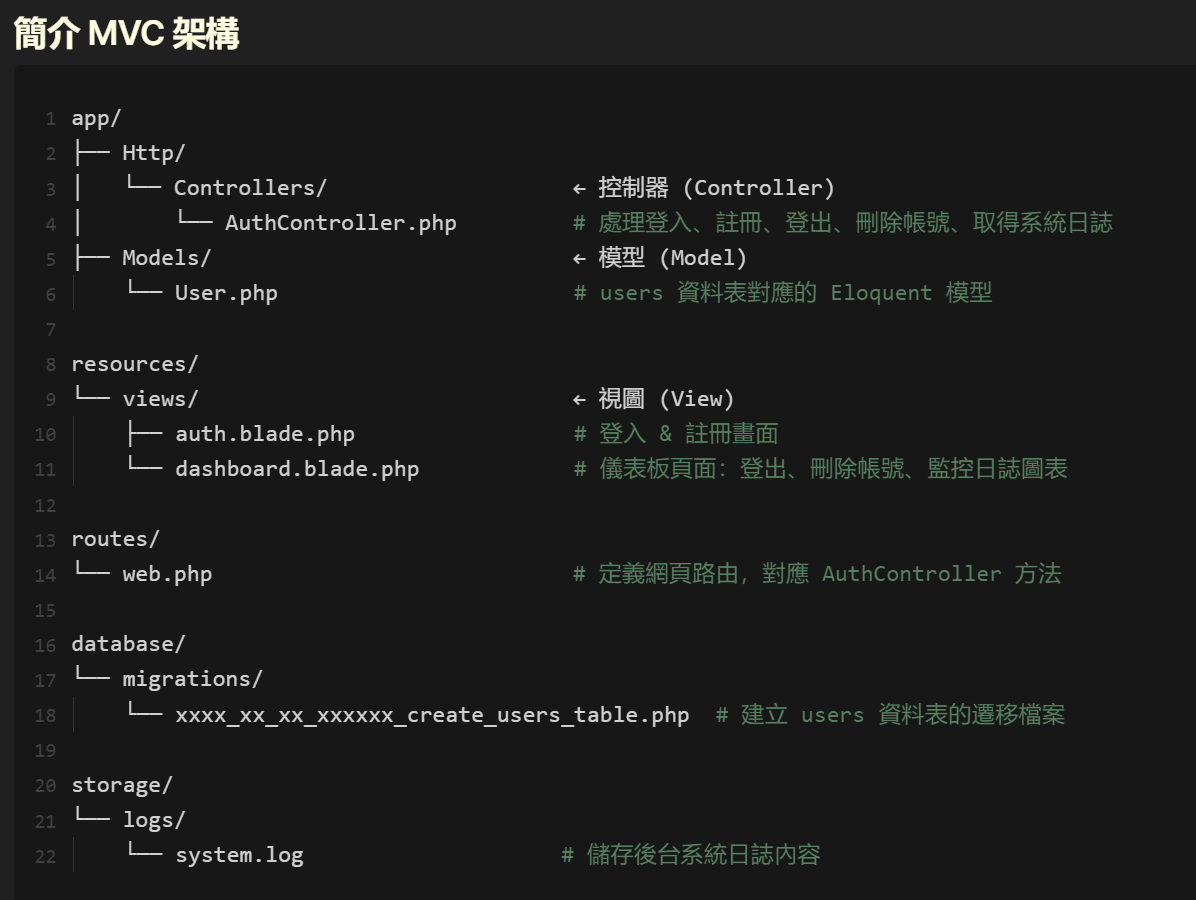 簡介 MVC 架構
1 app/
2 ├── Http/
3 │   └── Controllers/                   ← 控制器 (Controller)
4 │       └── AuthController.php         # 處理登入、註冊、登出、刪除帳號、取得系統日誌
5 ├── Models/                            ← 模型 (Model)
6     └── User.php                       # users 資料表對應的 Eloquent 模型
7
8 resources/
9 └── views/                             ← 視圖 (View)
10     ├── auth.blade.php                 # 登入 & 註冊畫面
11     └── dashboard.blade.php            # 儀表板頁面：登出、刪除帳號、監控日誌圖表
12
13 routes/
14 └── web.php                            # 定義網頁路由，對應 AuthController 方法
15
16 database/
17 └── migrations/
18     └── xxxx_xx_xx_xxxxxx_create_users_table.php  # 建立 users 資料表的遷移檔案
19
20 storage/
21 └── logs/
22     └── system.log                    # 儲存後台系統日誌內容